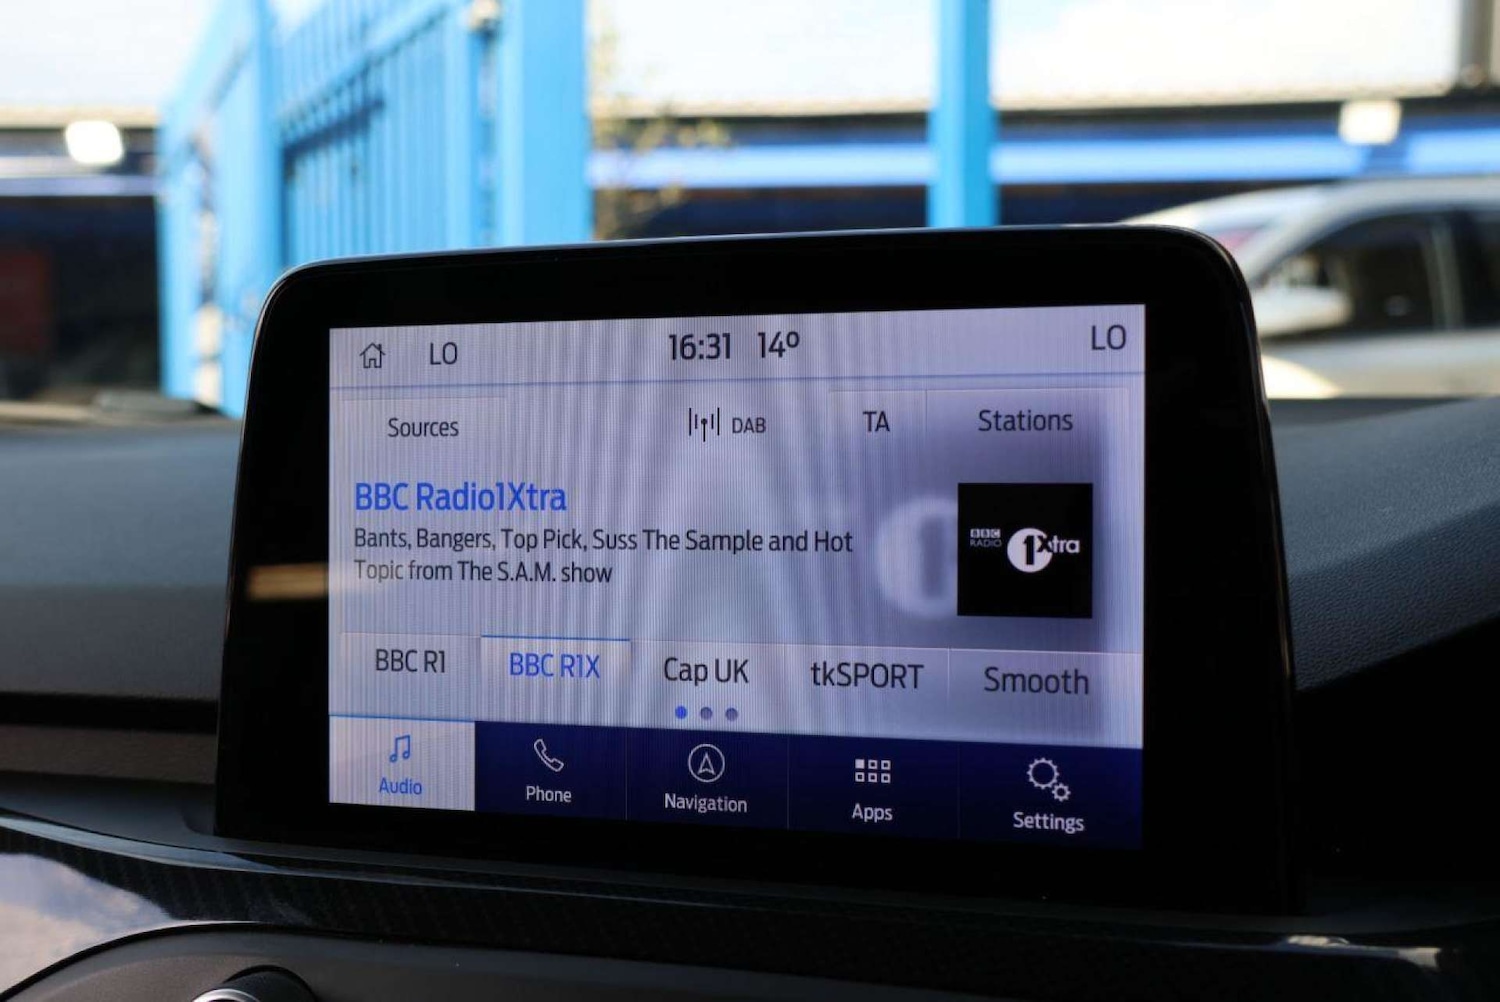 LO 16:31 14º LO
Sources DAB TA Stations
BBC Radio1Xtra
Bants, Bangers, Top Pick, Suss The Sample and Hot
Topic from The S.A.M. show
BBC RADIO 1Xtra
BBC R1 BBC R1X Cap UK tkSPORT Smooth
Audio Phone Navigation Apps Settings